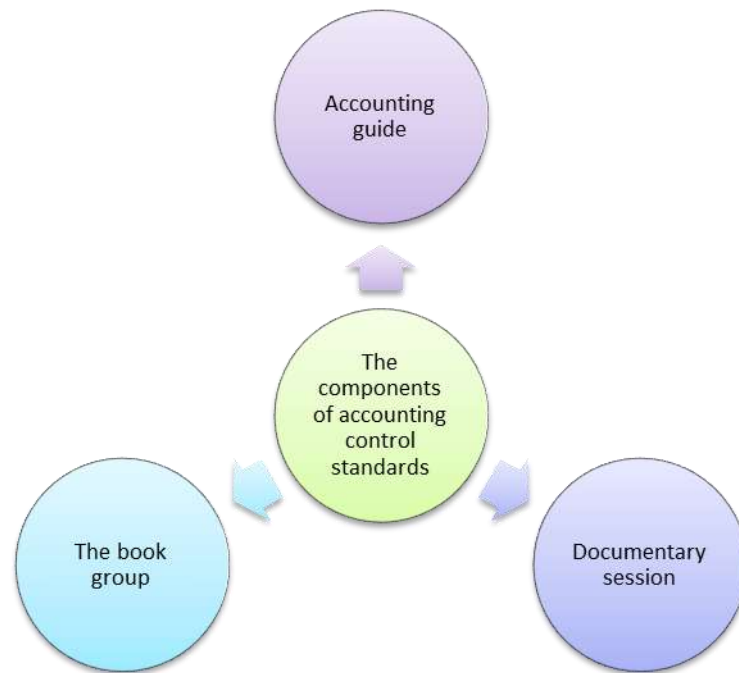 Accounting
guide
The
components
of accounting
control
standards
The book
group
Documentary
session